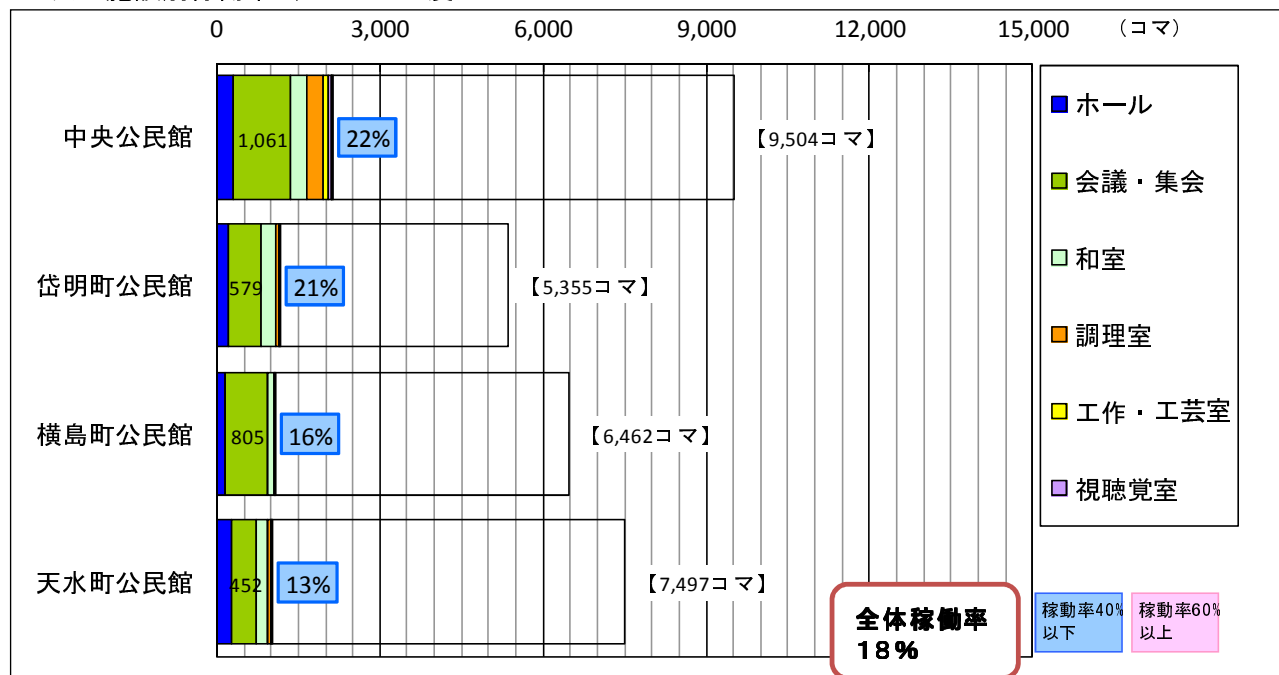 0 3,000 6,000 9,000 12,000 15,000 （コマ）
中央公民館 1,061 22% 【9,504コマ】
岱明町公民館 579 21% 【5,355コマ】
横島町公民館 805 16% 【6,462コマ】
天水町公民館 452 13% 【7,497コマ】
ホール
会議・集会
和室
調理室
工作・工芸室
視聴覚室
全体稼働率
18%
稼働率40%
以下
稼働率60%
以上